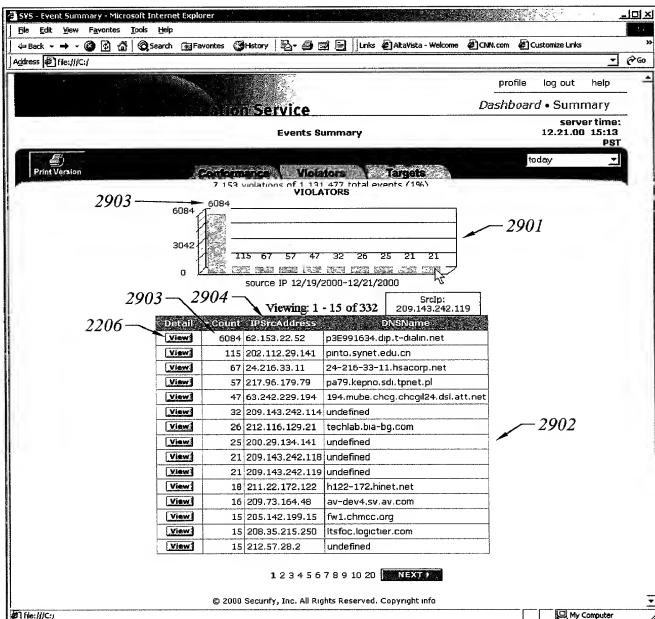 SVS - Event Summary - Microsoft Internet Explorer
File Edit View Favorites Tools Help
Back Search Favorites History Links AltaVista - Welcome CNN.com Customize Links
Address file:///C:/ Go
profile log out help
ation Service
Dashboard • Summary
Events Summary
server time:
12.21.00 15:13
PST
Print Version
Conformance Violators Targets
today
7,153 violations of 1,131,477 total events (1%)
VIOLATORS
2903
6084
6084
3042
0
115 67 57 47 32 26 25 21 21
2901
source IP 12/19/2000-12/21/2000
2903 2904
Viewing: 1 - 15 of 332
SrcIp:
209.143.242.119
2206
Detail Count IPSrcAddress DNSName
View 6084 62.153.22.52 p3E991634.dip.t-dialin.net
View 115 202.112.29.141 pinto.synet.edu.cn
View 67 24.216.33.11 24-216-33-11.hsacorp.net
View 57 217.96.179.79 pa79.kepno.sdi.tpnet.pl
View 47 63.242.229.194 194.mube.chcg.chcgil24.dsl.att.net
View 32 209.143.242.114 undefined
View 26 212.116.129.21 techlab.bia-bg.com
2902
View 25 200.29.134.141 undefined
View 21 209.143.242.118 undefined
View 21 209.143.242.119 undefined
View 18 211.22.172.122 h122-172.hinet.net
View 16 209.73.164.48 av-dev4.sv.av.com
View 15 205.142.199.15 fw1.chmcc.org
View 15 208.35.215.250 ltsfoc.logictier.com
View 15 212.57.28.2 undefined
1 2 3 4 5 6 7 8 9 10 20 NEXT
© 2000 Securify, Inc. All Rights Reserved. Copyright info
file:///C:/ My Computer